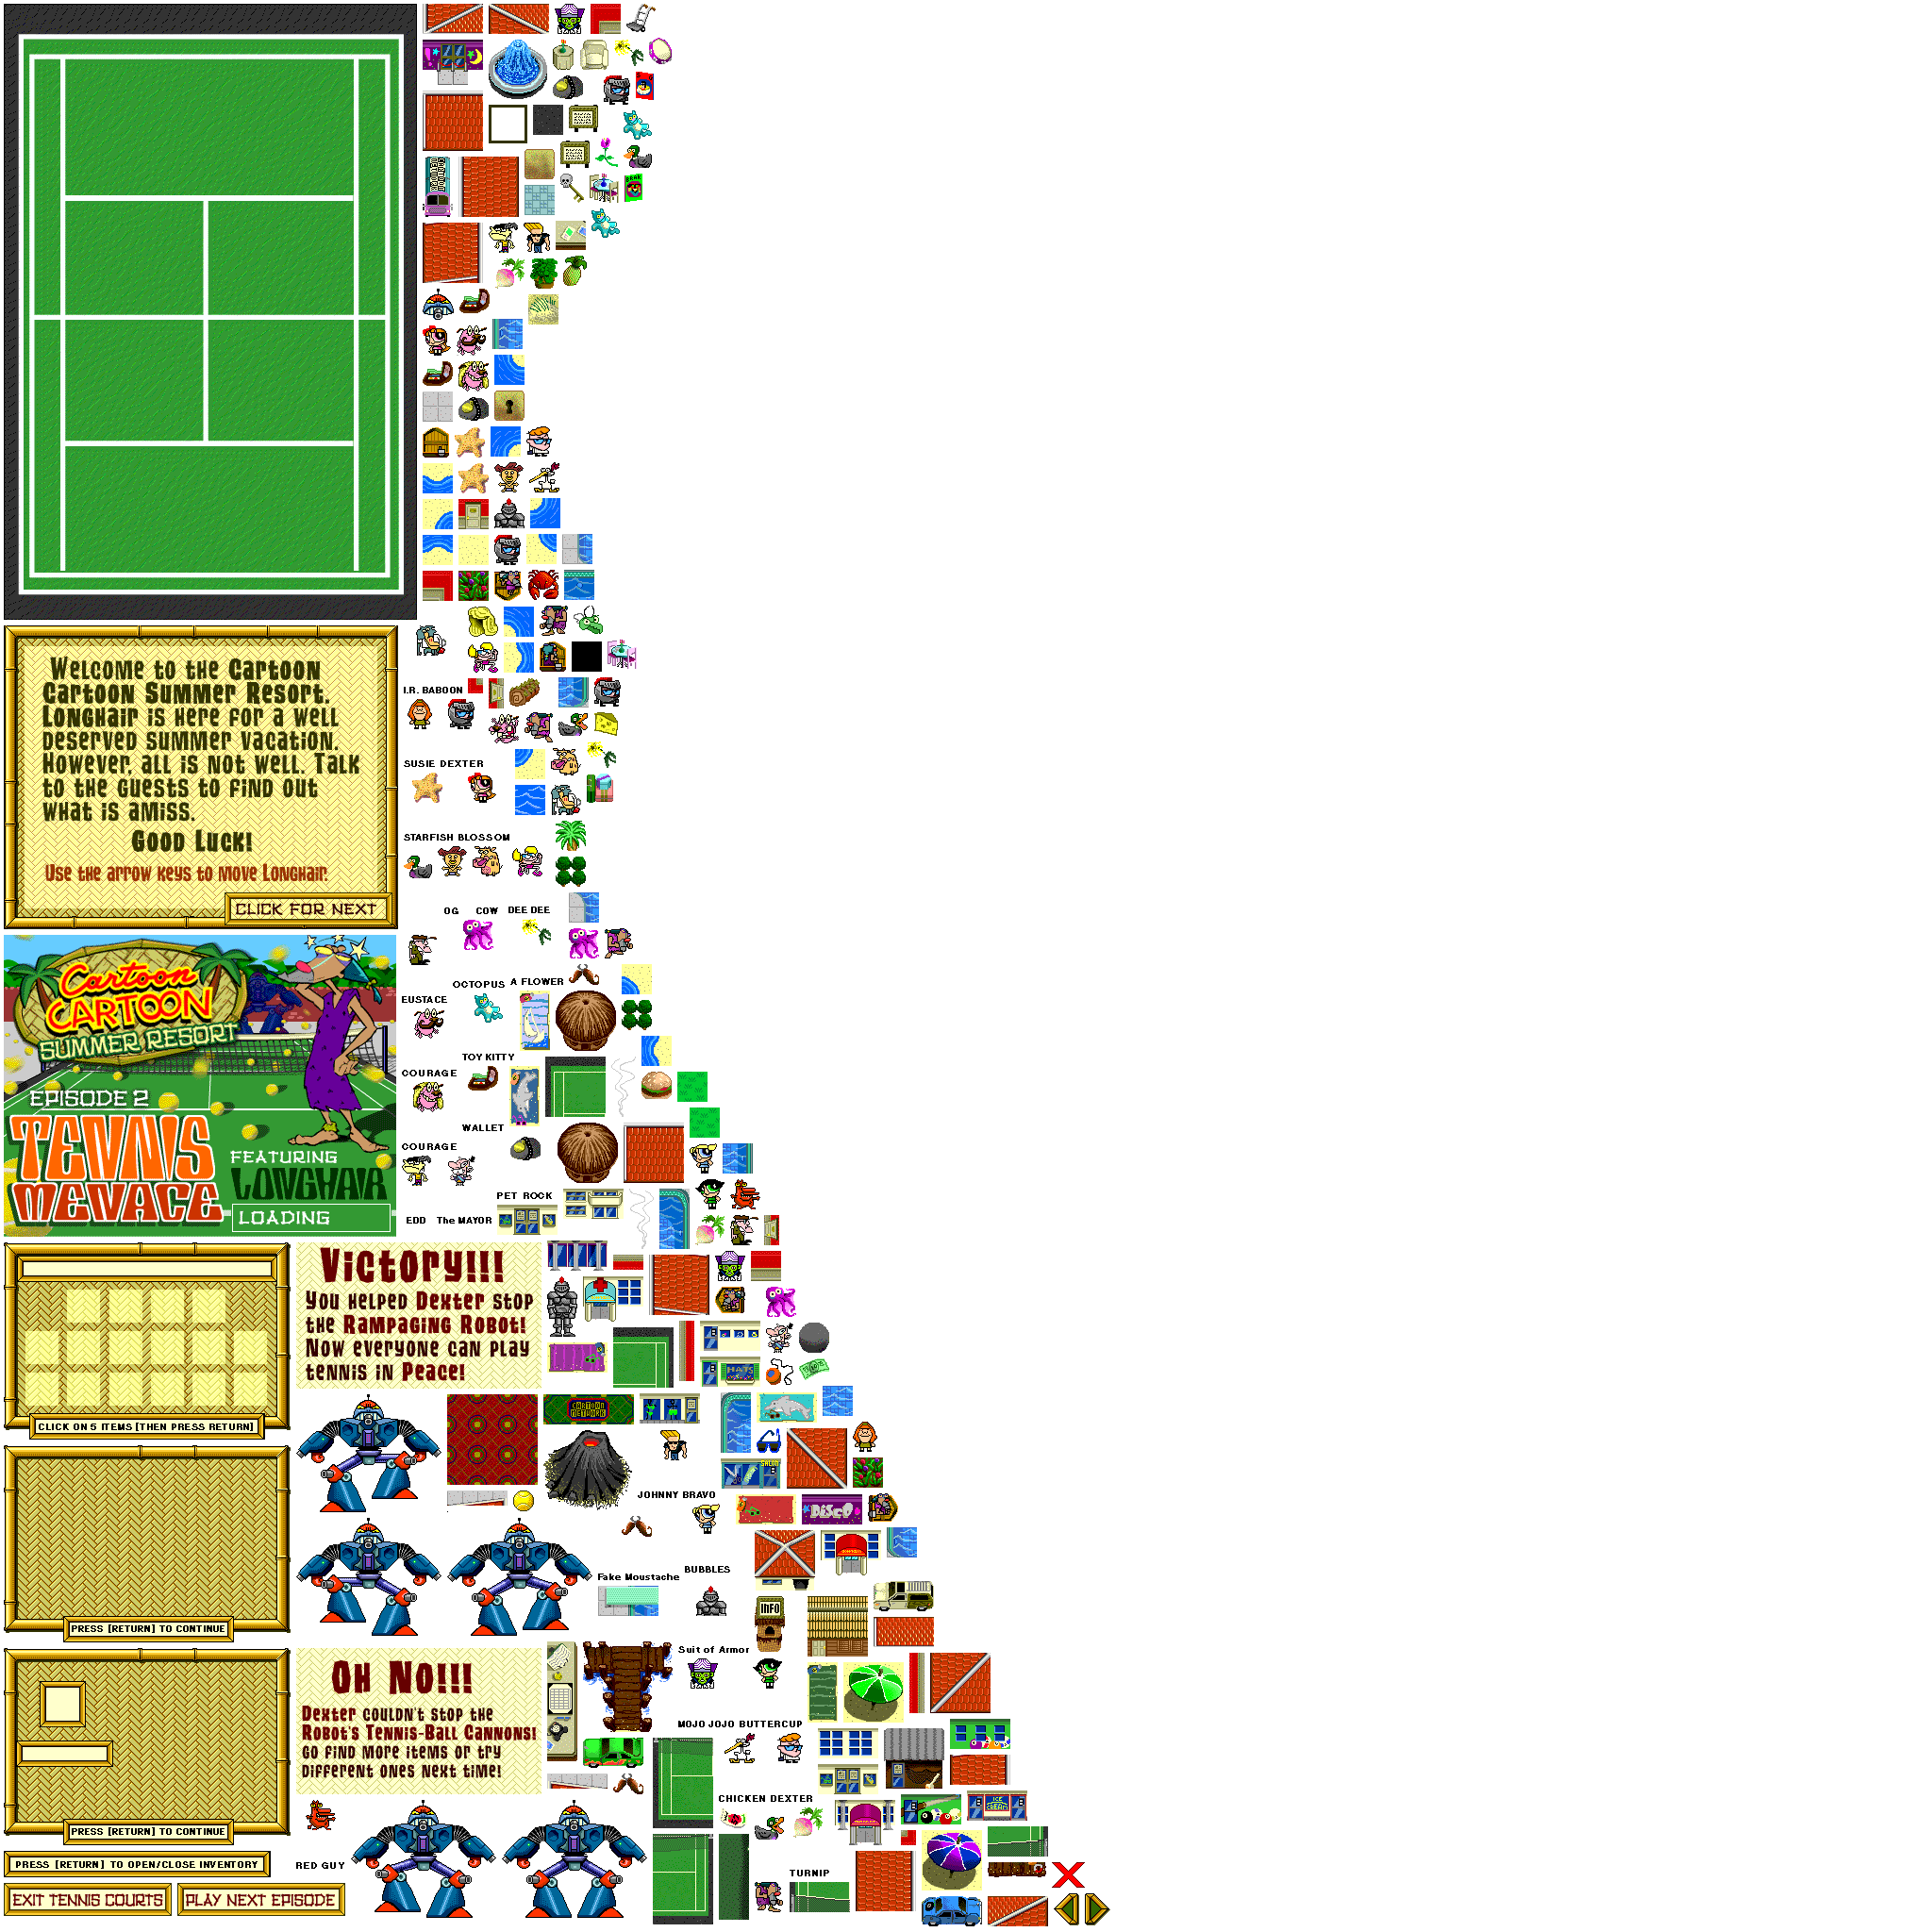 Welcome to the Cartoon
Cartoon Summer Resort.
Longhair is here for a well
deserved summer vacation.
However, all is not well. Talk
to the guests to find out
what is amiss.
Good Luck!
Use the arrow keys to move Longhair.
CLICK FOR NEXT
I.R. BABOON
SUSIE DEXTER
STARFISH BLOSSOM
OG COW DEE DEE
OCTOPUS A FLOWER
EUSTACE
TOY KITTY
COURAGE
WALLET
COURAGE
PET ROCK
EDD The MAYOR
Cartoon
CARTOON
SUMMER RESORT
EPISODE 2
TENNIS
MENACE
FEATURING
LONGHAIR
LOADING
CLICK ON 5 ITEMS [THEN PRESS RETURN]
Victory!!!
You helped Dexter stop
the Rampaging Robot!
Now everyone can play
tennis in Peace!
HATS
CARTOON
NETWORK
SALON
JOHNNY BRAVO
DISCO
Fake Moustache
BUBBLES
INFO
PRESS [RETURN] TO CONTINUE
Suit of Armor
Oh No!!!
Dexter couldn't stop the
Robot's Tennis-Ball Cannons!
Go find more items or try
different ones next time!
MOJO JOJO BUTTERCUP
CHICKEN DEXTER
ICE
CREAM
PRESS [RETURN] TO CONTINUE
PRESS [RETURN] TO OPEN/CLOSE INVENTORY
RED GUY
TURNIP
EXIT TENNIS COURTS
PLAY NEXT EPISODE